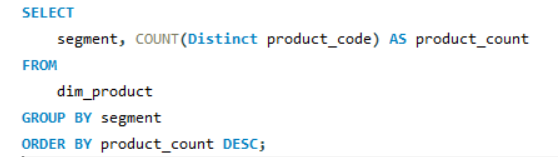 SELECT
segment, COUNT(Distinct product_code) AS product_count
FROM
dim_product
GROUP BY segment
ORDER BY product_count DESC;